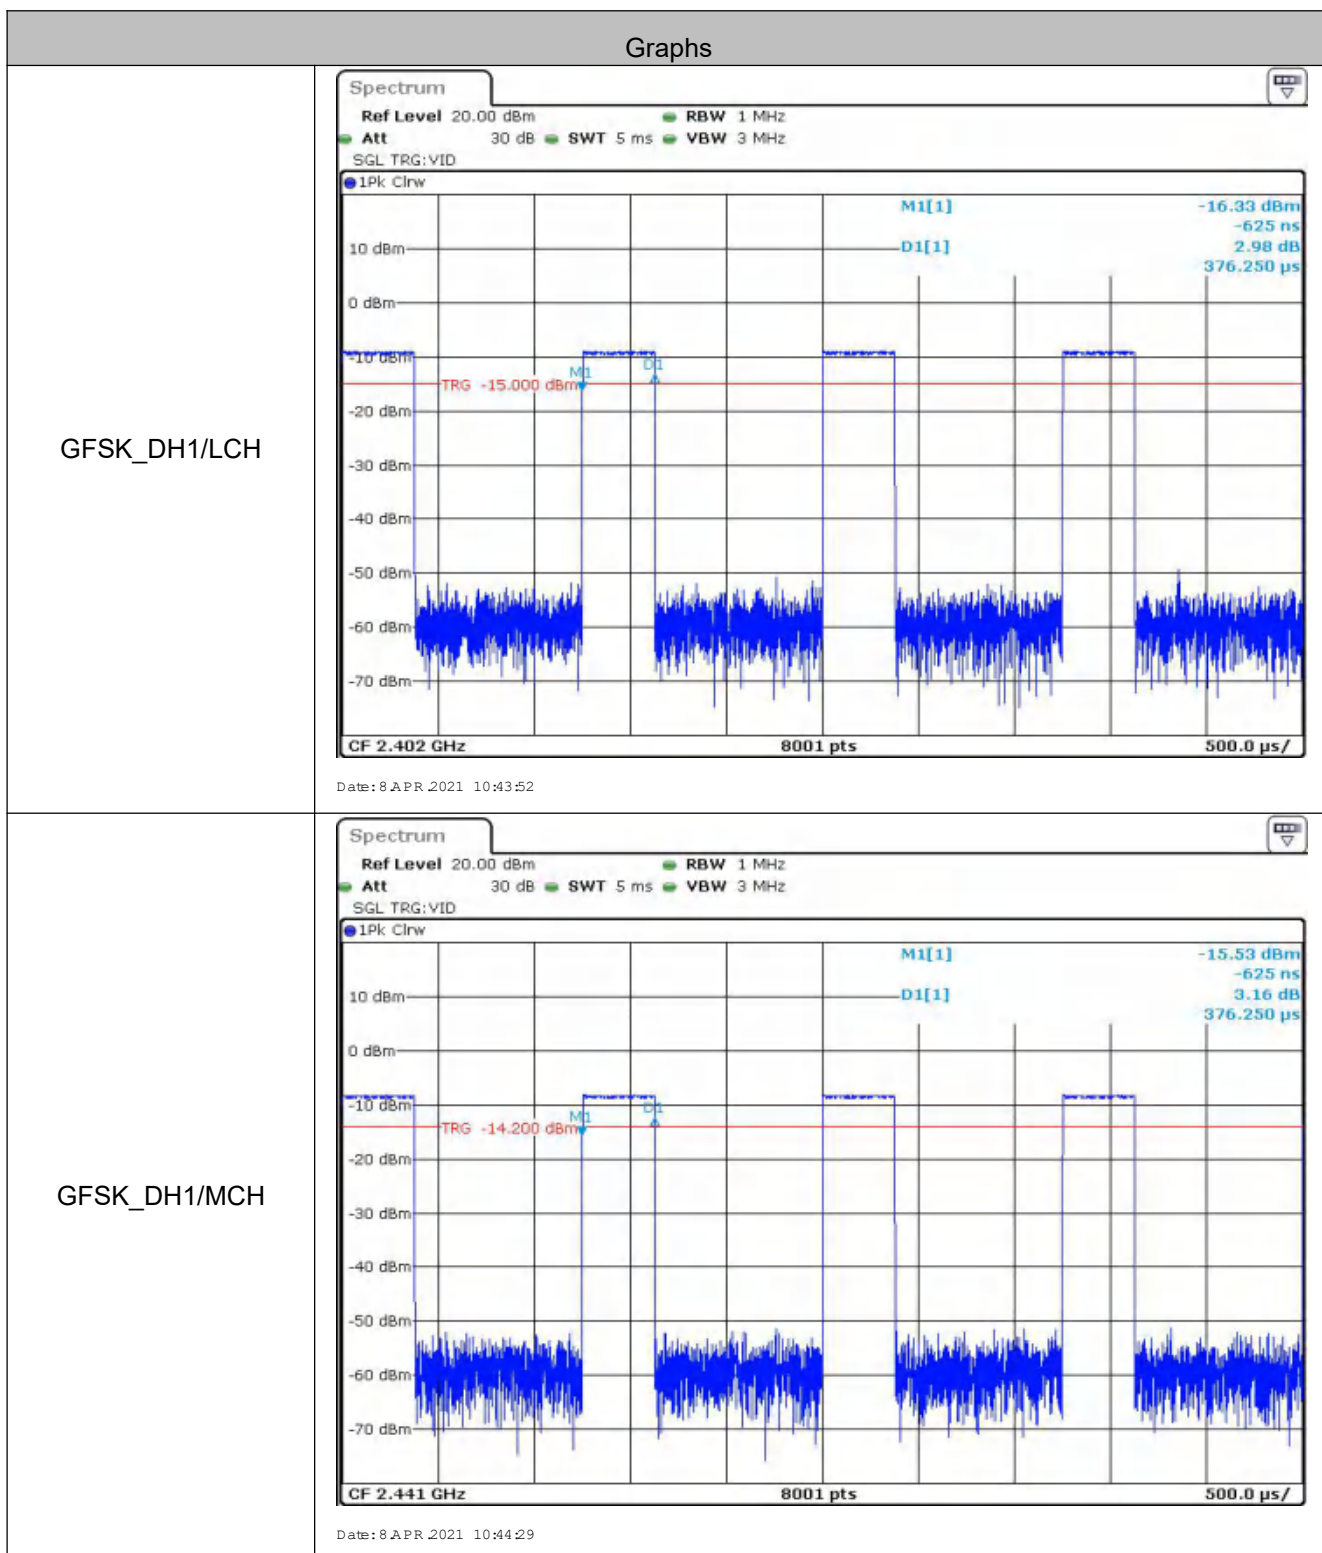 Graphs
GFSK_DH1/LCH
Spectrum
Ref Level 20.00 dBm RBW 1 MHz
Att 30 dB SWT 5 ms VBW 3 MHz
SGL TRG:VID
1Pk Clrw
M1[1] -16.33 dBm
-625 ns
10 dBm D1[1] 2.98 dB
376.250 µs
0 dBm
-10 dBm
M1 D1
TRG -15.000 dBm
-20 dBm
-30 dBm
-40 dBm
-50 dBm
-60 dBm
-70 dBm
CF 2.402 GHz 8001 pts 500.0 µs/
Date: 8.APR.2021 10:43:52
GFSK_DH1/MCH
Spectrum
Ref Level 20.00 dBm RBW 1 MHz
Att 30 dB SWT 5 ms VBW 3 MHz
SGL TRG:VID
1Pk Clrw
M1[1] -15.53 dBm
-625 ns
10 dBm D1[1] 3.16 dB
376.250 µs
0 dBm
-10 dBm
M1 D1
TRG -14.200 dBm
-20 dBm
-30 dBm
-40 dBm
-50 dBm
-60 dBm
-70 dBm
CF 2.441 GHz 8001 pts 500.0 µs/
Date: 8.APR.2021 10:44:29